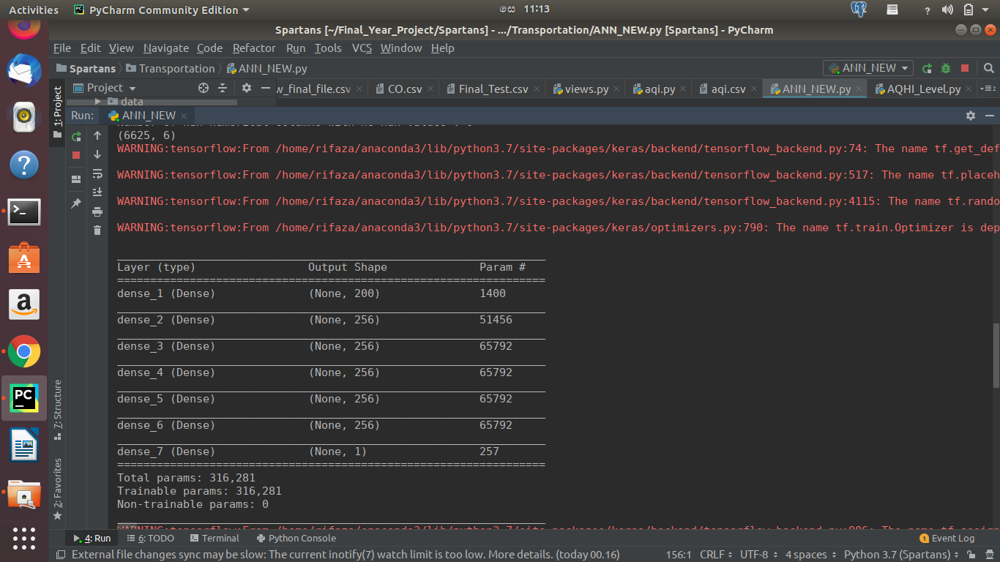 Activities PyCharm Community Edition සෙ 11:13
Spartans [~/Final_Year_Project/Spartans] - .../Transportation/ANN_NEW.py [Spartans] - PyCharm
File Edit View Navigate Code Refactor Run Tools VCS Window Help
Spartans Transportation ANN_NEW.py ANN_NEW
Project w_final_file.csv CO.csv Final_Test.csv views.py aqi.py aqi.csv ANN_NEW.py AQHI_Level.py 2
data
1: Project
Run: ANN_NEW
(6625, 6)
WARNING:tensorflow:From /home/rifaza/anaconda3/lib/python3.7/site-packages/keras/backend/tensorflow_backend.py:74: The name tf.get_def
WARNING:tensorflow:From /home/rifaza/anaconda3/lib/python3.7/site-packages/keras/backend/tensorflow_backend.py:517: The name tf.placeh
WARNING:tensorflow:From /home/rifaza/anaconda3/lib/python3.7/site-packages/keras/backend/tensorflow_backend.py:4115: The name tf.rando
WARNING:tensorflow:From /home/rifaza/anaconda3/lib/python3.7/site-packages/keras/optimizers.py:790: The name tf.train.Optimizer is dep
_________________________________________________________________
Layer (type) Output Shape Param #
=================================================================
dense_1 (Dense) (None, 200) 1400
_________________________________________________________________
dense_2 (Dense) (None, 256) 51456
_________________________________________________________________
dense_3 (Dense) (None, 256) 65792
_________________________________________________________________
dense_4 (Dense) (None, 256) 65792
_________________________________________________________________
dense_5 (Dense) (None, 256) 65792
_________________________________________________________________
dense_6 (Dense) (None, 256) 65792
_________________________________________________________________
dense_7 (Dense) (None, 1) 257
=================================================================
Total params: 316,281
Trainable params: 316,281
Non-trainable params: 0
_________________________________________________________________
7: Structure
2: Favorites
4: Run 6: TODO Terminal Python Console 1 Event Log
External file changes sync may be slow: The current inotify(7) watch limit is too low. More details. (today 00.16) 156:1 CRLF UTF-8 4 spaces Python 3.7 (Spartans)